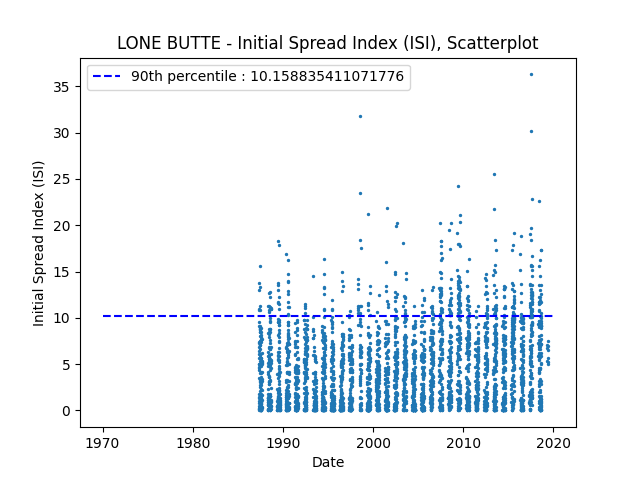 LONE BUTTE - Initial Spread Index (ISI), Scatterplot
90th percentile : 10.158835411071776
35
30
25
20
15
10
5
0
Initial Spread Index (ISI)
1970 1980 1990 2000 2010 2020
Date